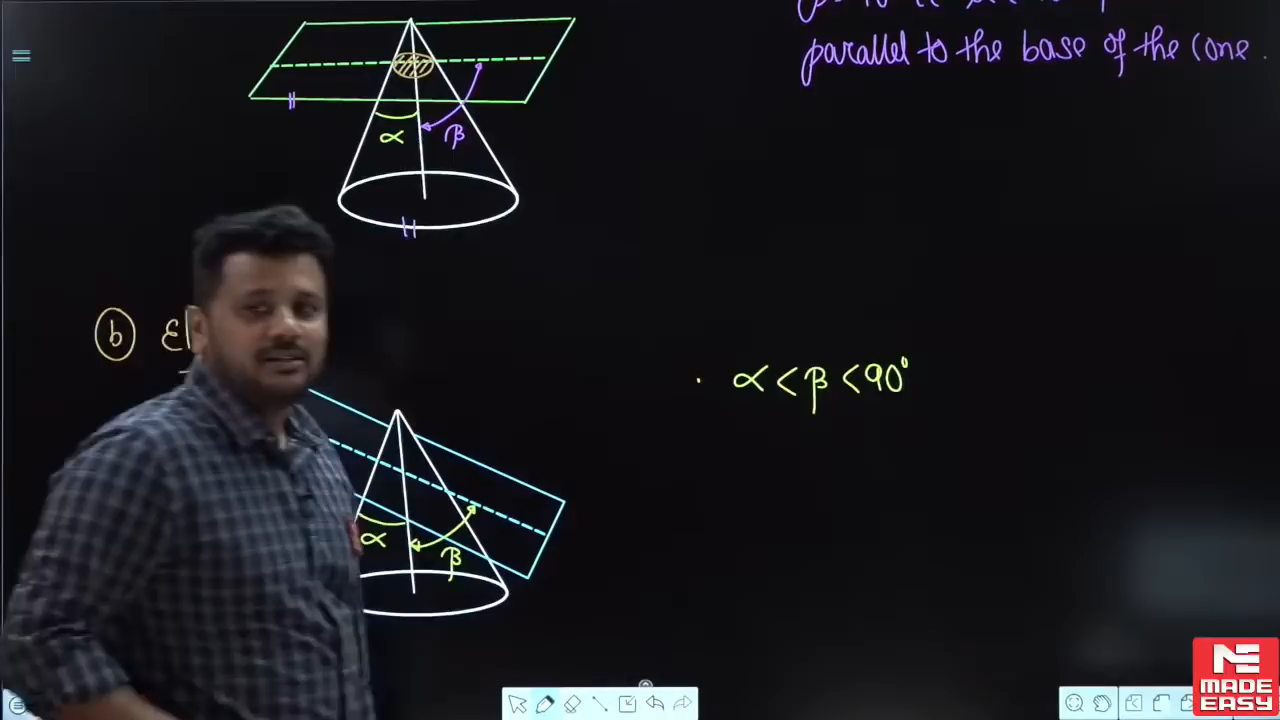 parallel to the base of the cone.
α
β
b
α < β < 90°
α
β
MADE
EASY